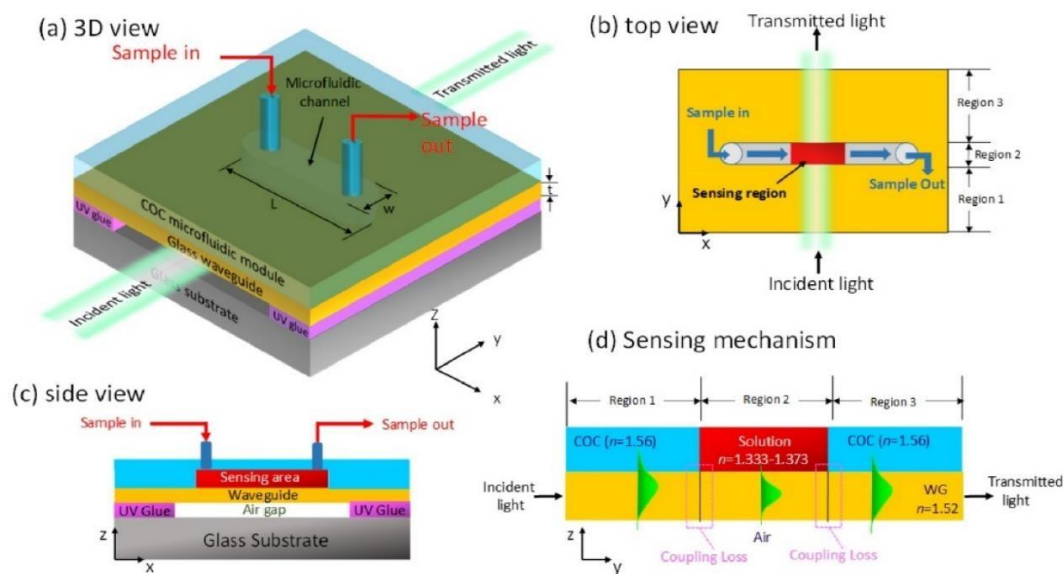 (a) 3D view
Sample in
Microfluidic
channel
Transmitted light
Sample
out
L
w
t
COC microfluidic module
UV glue
Glass waveguide
Glass substrate
UV glue
Incident light
Z
y
x
(b) top view
Transmitted light
Sample in
Sensing region
Sample Out
Region 3
Region 2
Region 1
y
x
Incident light
(c) side view
Sample in
Sample out
Sensing area
Waveguide
UV Glue
Air gap
UV Glue
Glass Substrate
z
x
(d) Sensing mechanism
Region 1
Region 2
Region 3
COC (n=1.56)
Solution
n=1.333-1.373
COC (n=1.56)
Incident
light
WG
n=1.52
Transmitted
light
Air
Coupling Loss
Coupling Loss
z
y